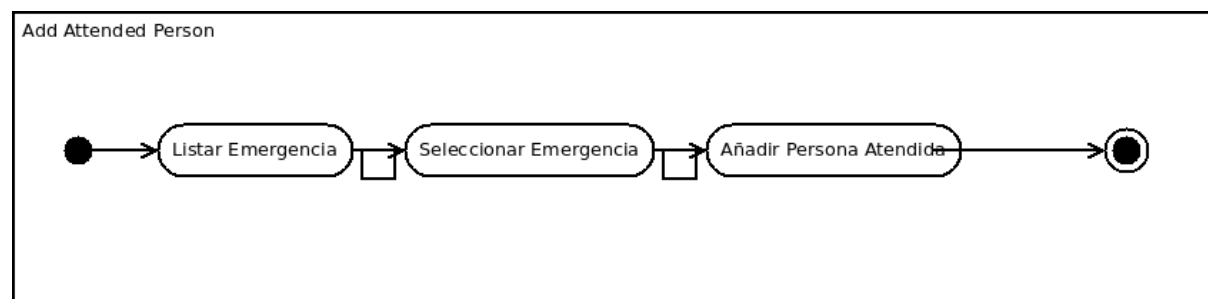 Add Attended Person
Listar Emergencia
Seleccionar Emergencia
Añadir Persona Atendida